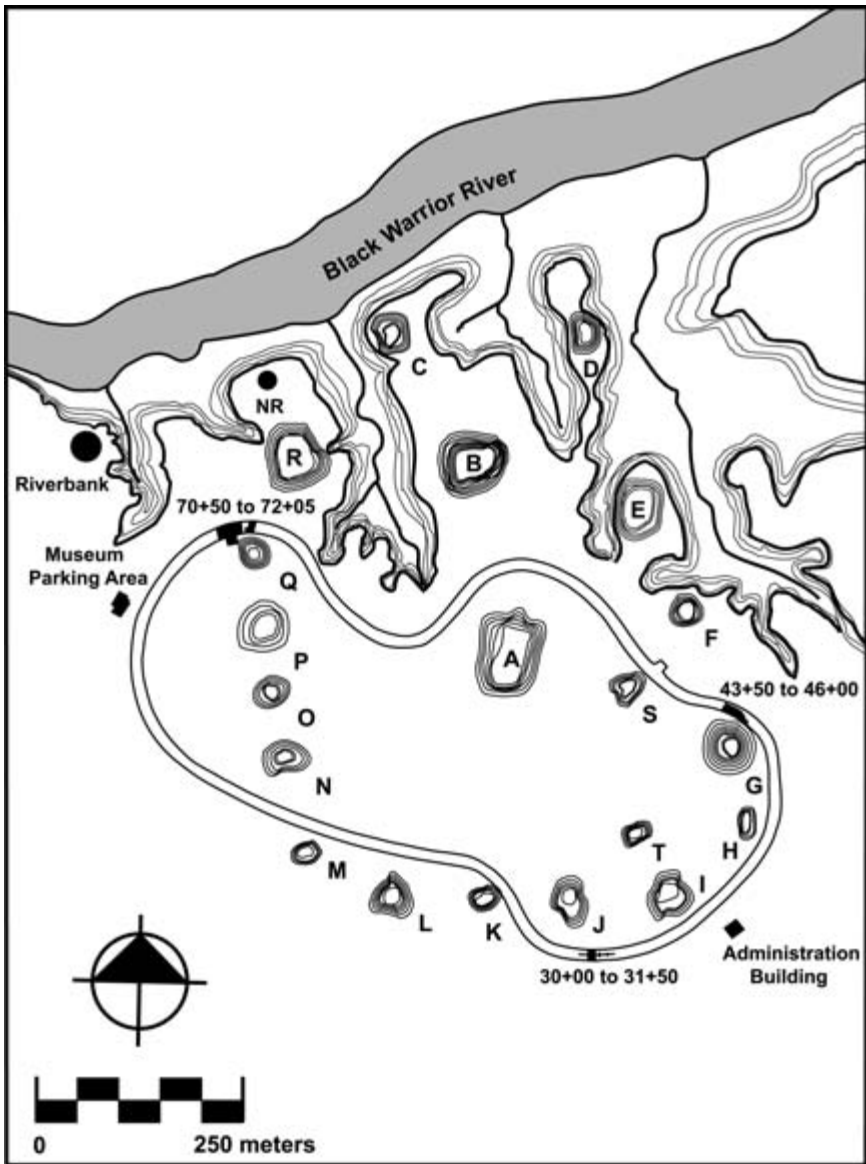 Black Warrior River
C
D
NR
R
B
Riverbank
E
70+50 to 72+05
Museum
Parking Area
Q
F
P
A
43+50 to 46+00
S
O
G
N
H
T
M
I
L
K
J
Administration
Building
30+00 to 31+50
0
250 meters